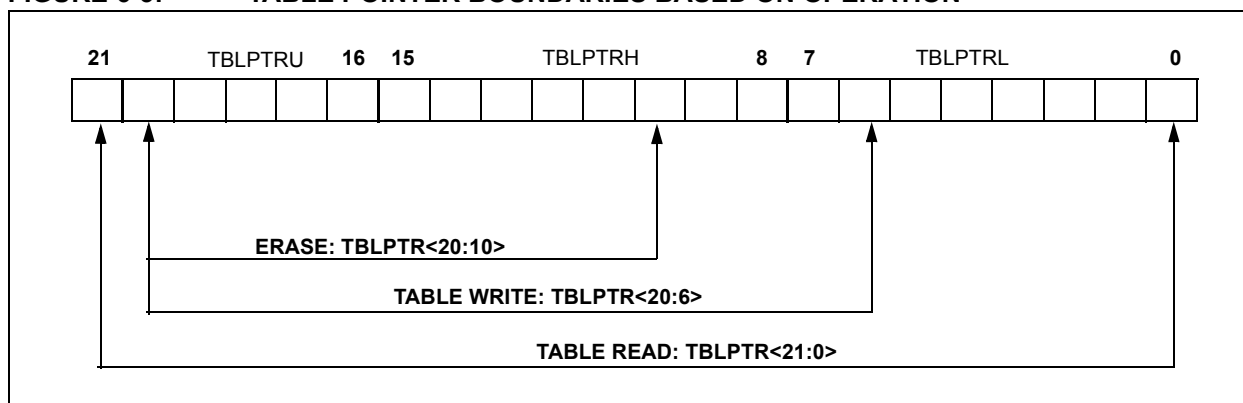 21 TBLPTRU 16 15 TBLPTRH 8 7 TBLPTRL 0
ERASE: TBLPTR<20:10>
TABLE WRITE: TBLPTR<20:6>
TABLE READ: TBLPTR<21:0>